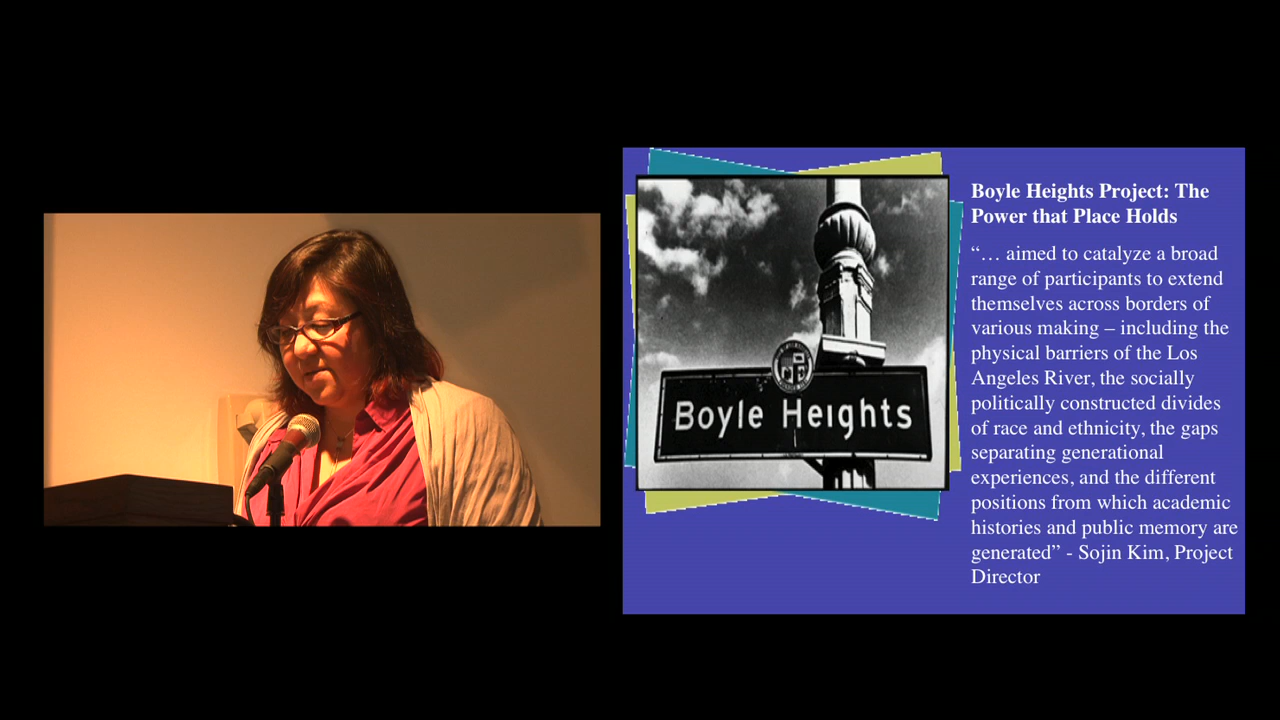 Boyle Heights Project: The
Power that Place Holds
“… aimed to catalyze a broad
range of participants to extend
themselves across borders of
various making – including the
physical barriers of the Los
Angeles River, the socially
politically constructed divides
of race and ethnicity, the gaps
separating generational
experiences, and the different
positions from which academic
histories and public memory are
generated” - Sojin Kim, Project
Director
Boyle Heights